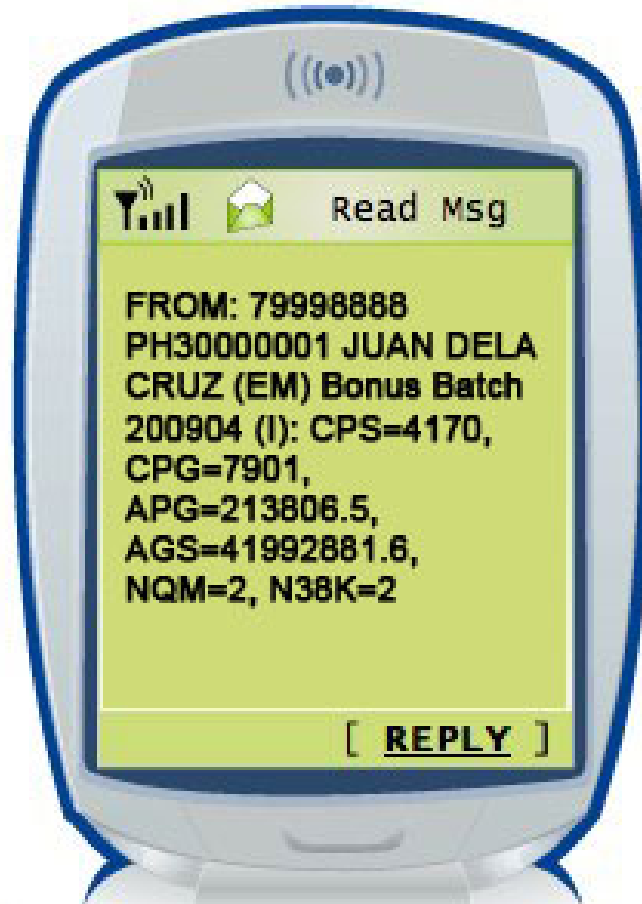 Read Msg
FROM: 79998888
PH30000001 JUAN DELA
CRUZ (EM) Bonus Batch
200904 (I): CPS=4170,
CPG=7901,
APG=213806.5,
AGS=41992881.6,
NQM=2, N38K=2
[ REPLY ]